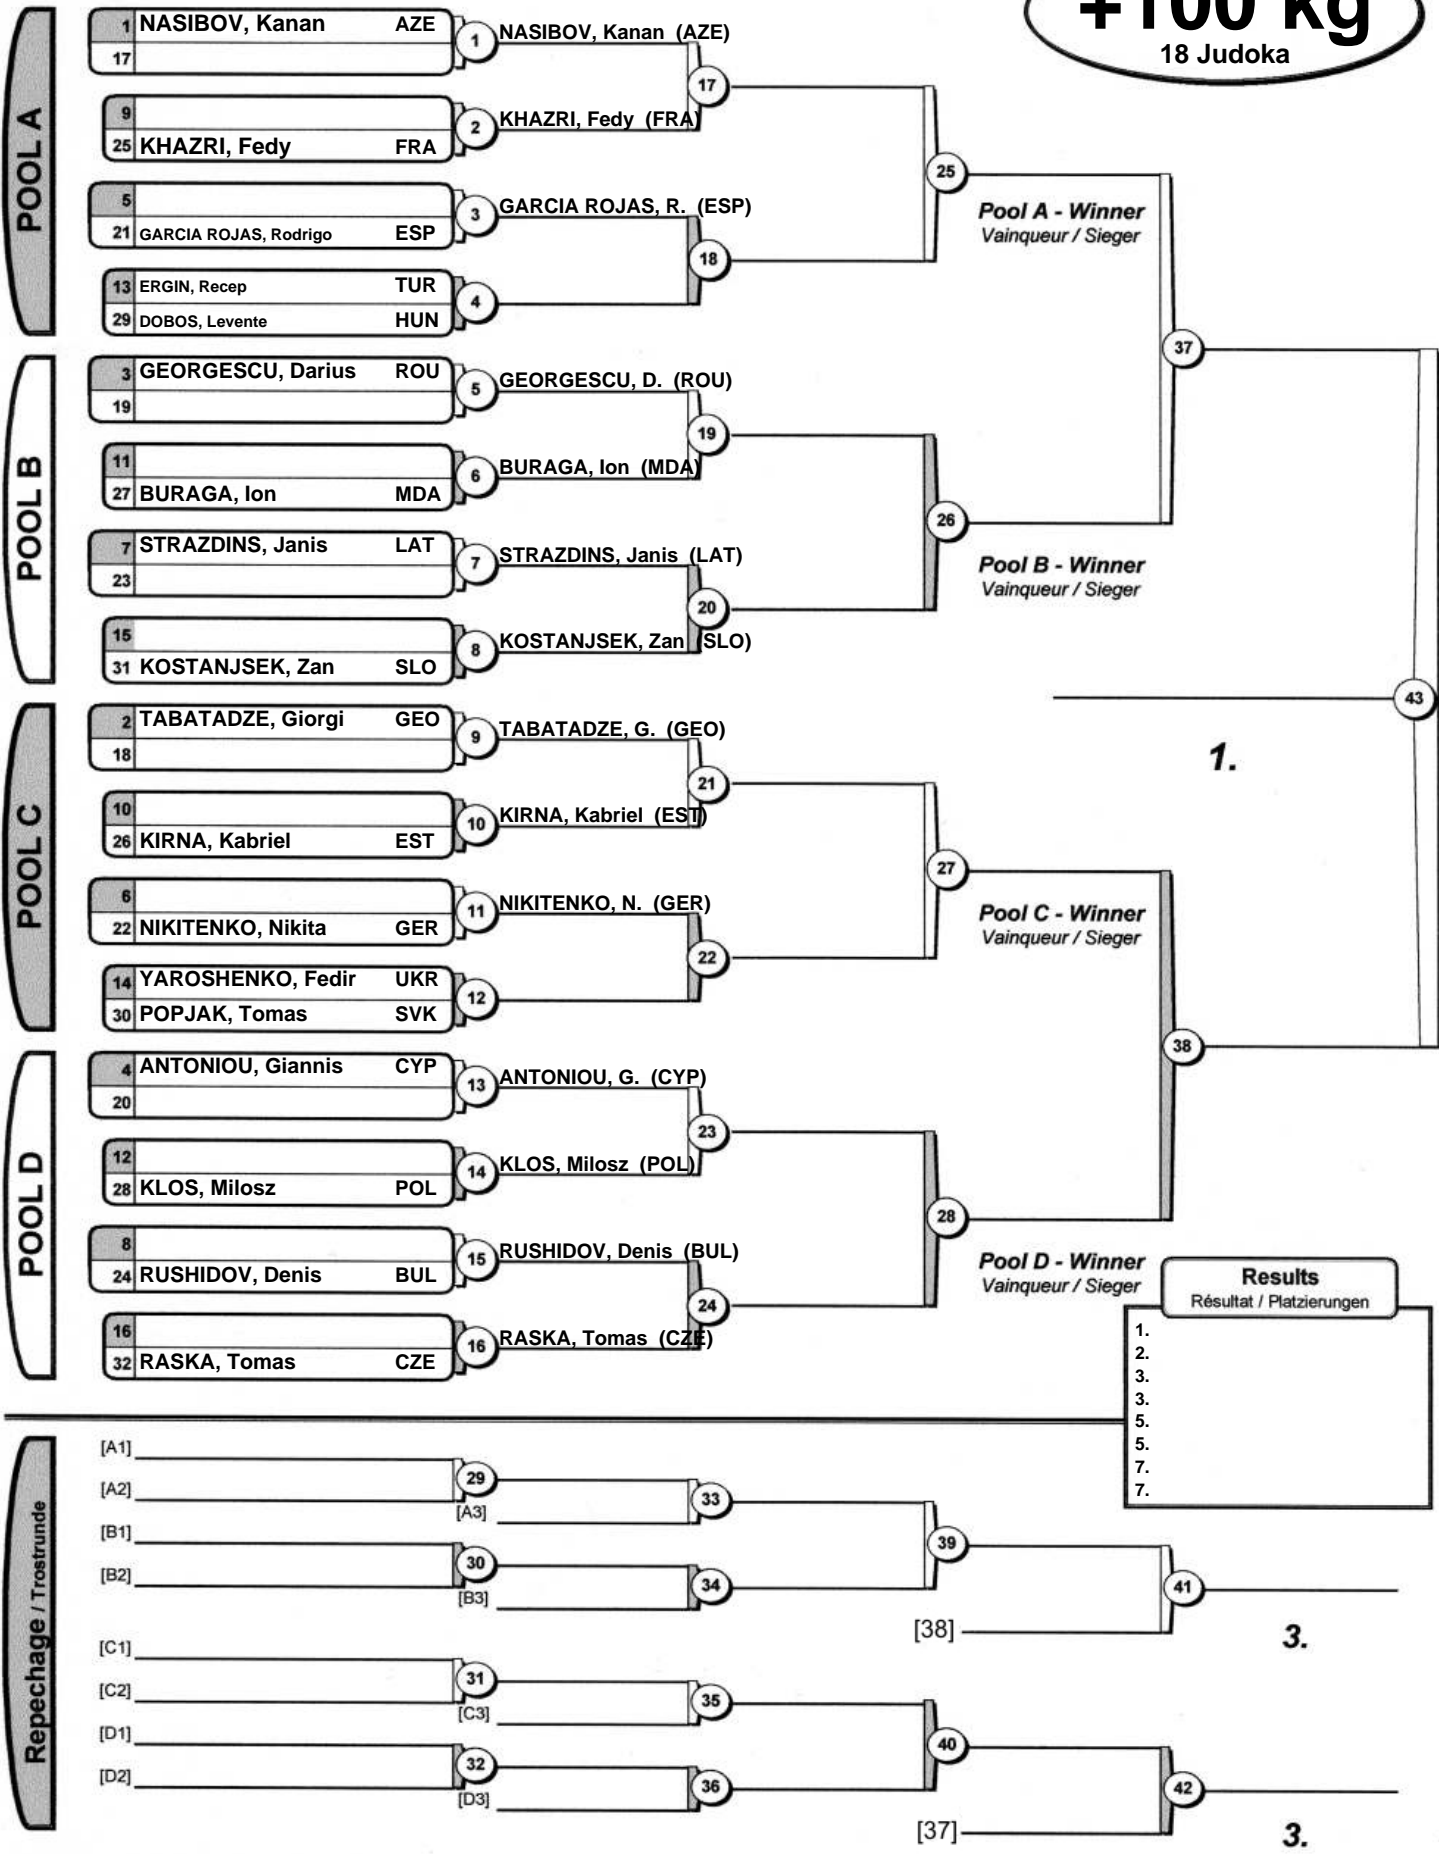 +100 kg
18 Judoka
POOL A
1 NASIBOV, Kanan AZE
17
1 NASIBOV, Kanan (AZE)
9
25 KHAZRI, Fedy FRA
2 KHAZRI, Fedy (FRA)
17
5
21 GARCIA ROJAS, Rodrigo ESP
3 GARCIA ROJAS, R. (ESP)
13 ERGIN, Recep TUR
29 DOBOS, Levente HUN
4
18
25
Pool A - Winner
Vainqueur / Sieger
37
POOL B
3 GEORGESCU, Darius ROU
19
5 GEORGESCU, D. (ROU)
11
27 BURAGA, Ion MDA
6 BURAGA, Ion (MDA)
19
7 STRAZDINS, Janis LAT
23
7 STRAZDINS, Janis (LAT)
15
31 KOSTANJSEK, Zan SLO
8 KOSTANJSEK, Zan (SLO)
20
26
Pool B - Winner
Vainqueur / Sieger
43
1.
POOL C
2 TABATADZE, Giorgi GEO
18
9 TABATADZE, G. (GEO)
10
26 KIRNA, Kabriel EST
10 KIRNA, Kabriel (EST)
21
6
22 NIKITENKO, Nikita GER
11 NIKITENKO, N. (GER)
14 YAROSHENKO, Fedir UKR
30 POPJAK, Tomas SVK
12
22
27
Pool C - Winner
Vainqueur / Sieger
38
POOL D
4 ANTONIOU, Giannis CYP
20
13 ANTONIOU, G. (CYP)
12
28 KLOS, Milosz POL
14 KLOS, Milosz (POL)
23
8
24 RUSHIDOV, Denis BUL
15 RUSHIDOV, Denis (BUL)
16
32 RASKA, Tomas CZE
16 RASKA, Tomas (CZE)
24
28
Pool D - Winner
Vainqueur / Sieger
Results
Résultat / Platzierungen
1.
2.
3.
3.
5.
5.
7.
7.
Repechage / Trostrunde
[A1]
[A2]
29
[A3]
33
[B1]
[B2]
30
[B3]
34
39
[38]
41
3.
[C1]
[C2]
31
[C3]
35
[D1]
[D2]
32
[D3]
36
40
[37]
42
3.